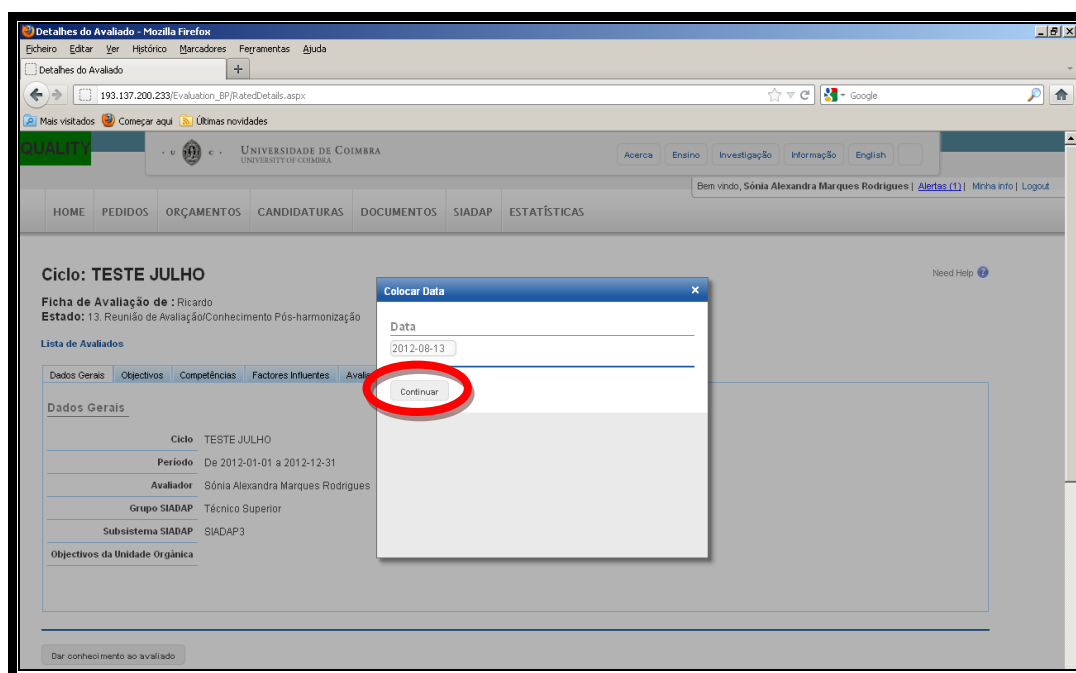 Detalhes do Avaliado - Mozilla Firefox
Ficheiro Editar Ver Histórico Marcadores Ferramentas Ajuda
Detalhes do Avaliado +
193.137.200.233/Evaluation_BP/RatedDetails.aspx Google
Mais visitados Começar aqui Últimas novidades
QUALITY
· U C · UNIVERSIDADE DE COIMBRA
UNIVERSITY OF COIMBRA
Acerca Ensino Investigação Informação English
Bem vindo, Sónia Alexandra Marques Rodrigues | Alertas (1) | Minha info | Logout
HOME PEDIDOS ORÇAMENTOS CANDIDATURAS DOCUMENTOS SIADAP ESTATÍSTICAS
Ciclo: TESTE JULHO
Need Help ?
Ficha de Avaliação de : Ricardo
Estado: 13. Reunião de Avaliação/Conhecimento Pós-harmonização
Lista de Avaliados
Dados Gerais Objectivos Competências Factores Influentes
Dados Gerais
Ciclo TESTE JULHO
Período De 2012-01-01 a 2012-12-31
Avaliador Sónia Alexandra Marques Rodrigues
Grupo SIADAP Técnico Superior
Subsistema SIADAP SIADAP3
Objectivos da Unidade Orgânica
Colocar Data ×
Data
2012-08-13
Continuar
Dar conhecimento ao avaliado